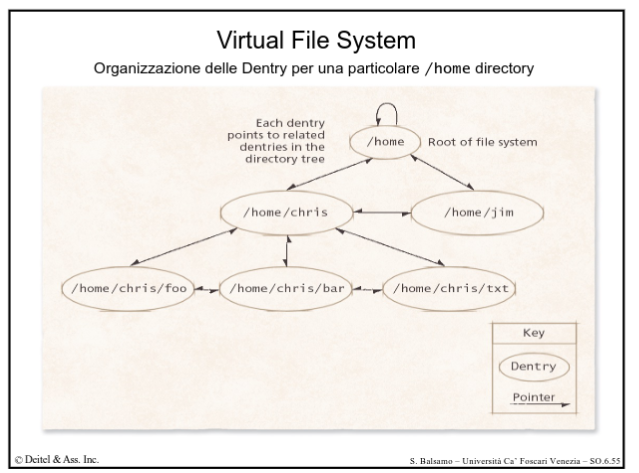 Virtual File System
Organizzazione delle Dentry per una particolare /home directory
Each dentry
points to related
dentries in the
directory tree
/home
Root of file system
/home/chris
/home/jim
/home/chris/foo
/home/chris/bar
/home/chris/txt
Key
Dentry
Pointer
© Deitel & Ass. Inc.
S. Balsamo – Università Ca' Foscari Venezia – SO.6.55